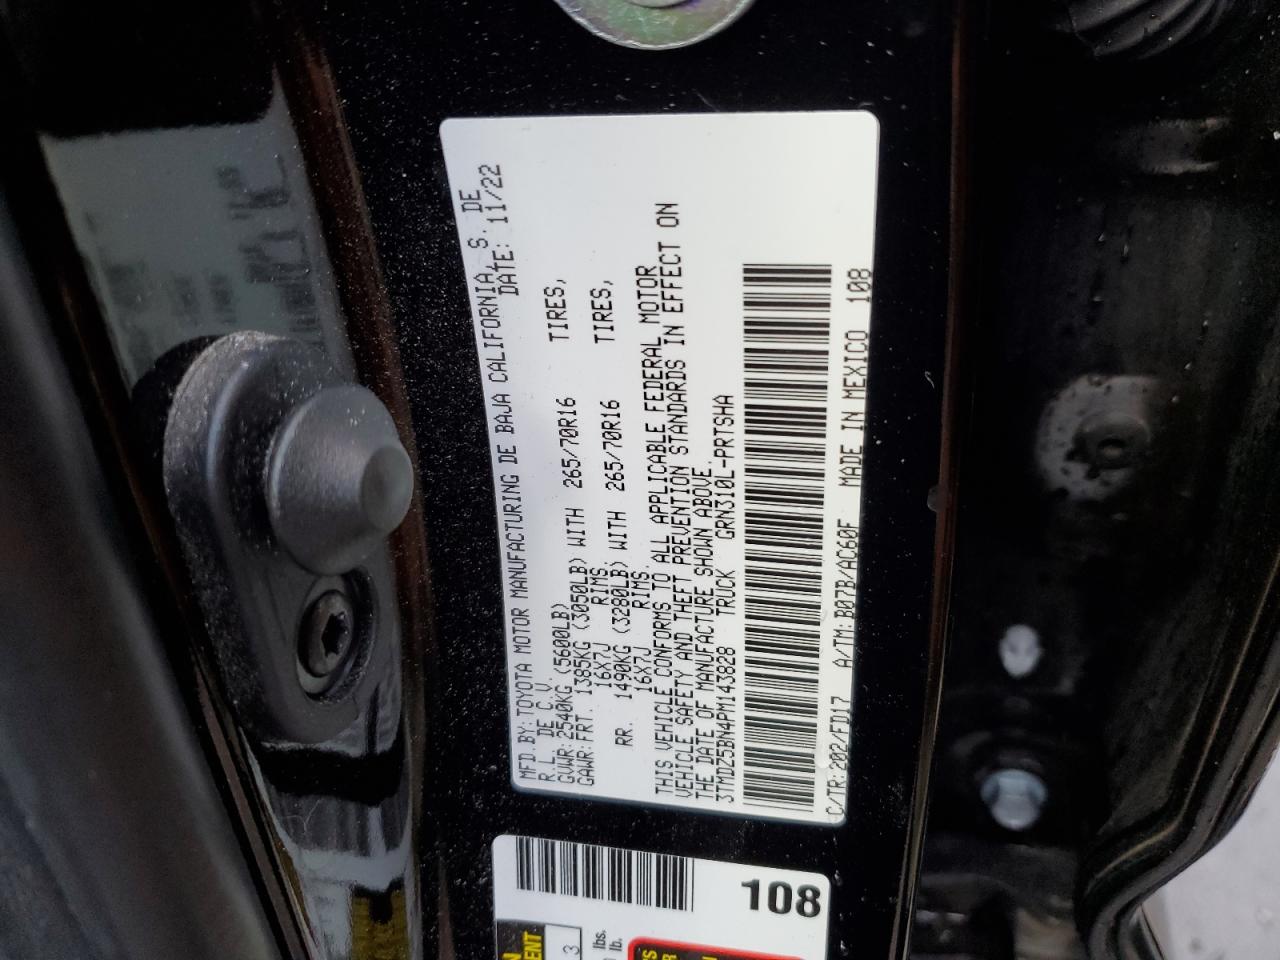 MFD BY: TOYOTA MOTOR MANUFACTURING DE BAJA CALIFORNIA, S. DE
R.L. DE C.V. DATE: 11/22
GVWR: 2540KG (5600LB)
GAWR: FRT. 1385KG (3050LB) WITH 265/70R16 TIRES,
16X7J RIMS.
RR. 1490KG (3280LB) WITH 265/70R16 TIRES,
16X7J RIMS.
THIS VEHICLE CONFORMS TO ALL APPLICABLE FEDERAL MOTOR
VEHICLE SAFETY AND THEFT PREVENTION STANDARDS IN EFFECT ON
THE DATE OF MANUFACTURE SHOWN ABOVE.
3TMDZ5BN4PM143828 TRUCK GRN310L-PRTSHA
C/TR:202/FD17 A/TM:B07B/AC60F MADE IN MEXICO 108
108
3
lbs.
lb.